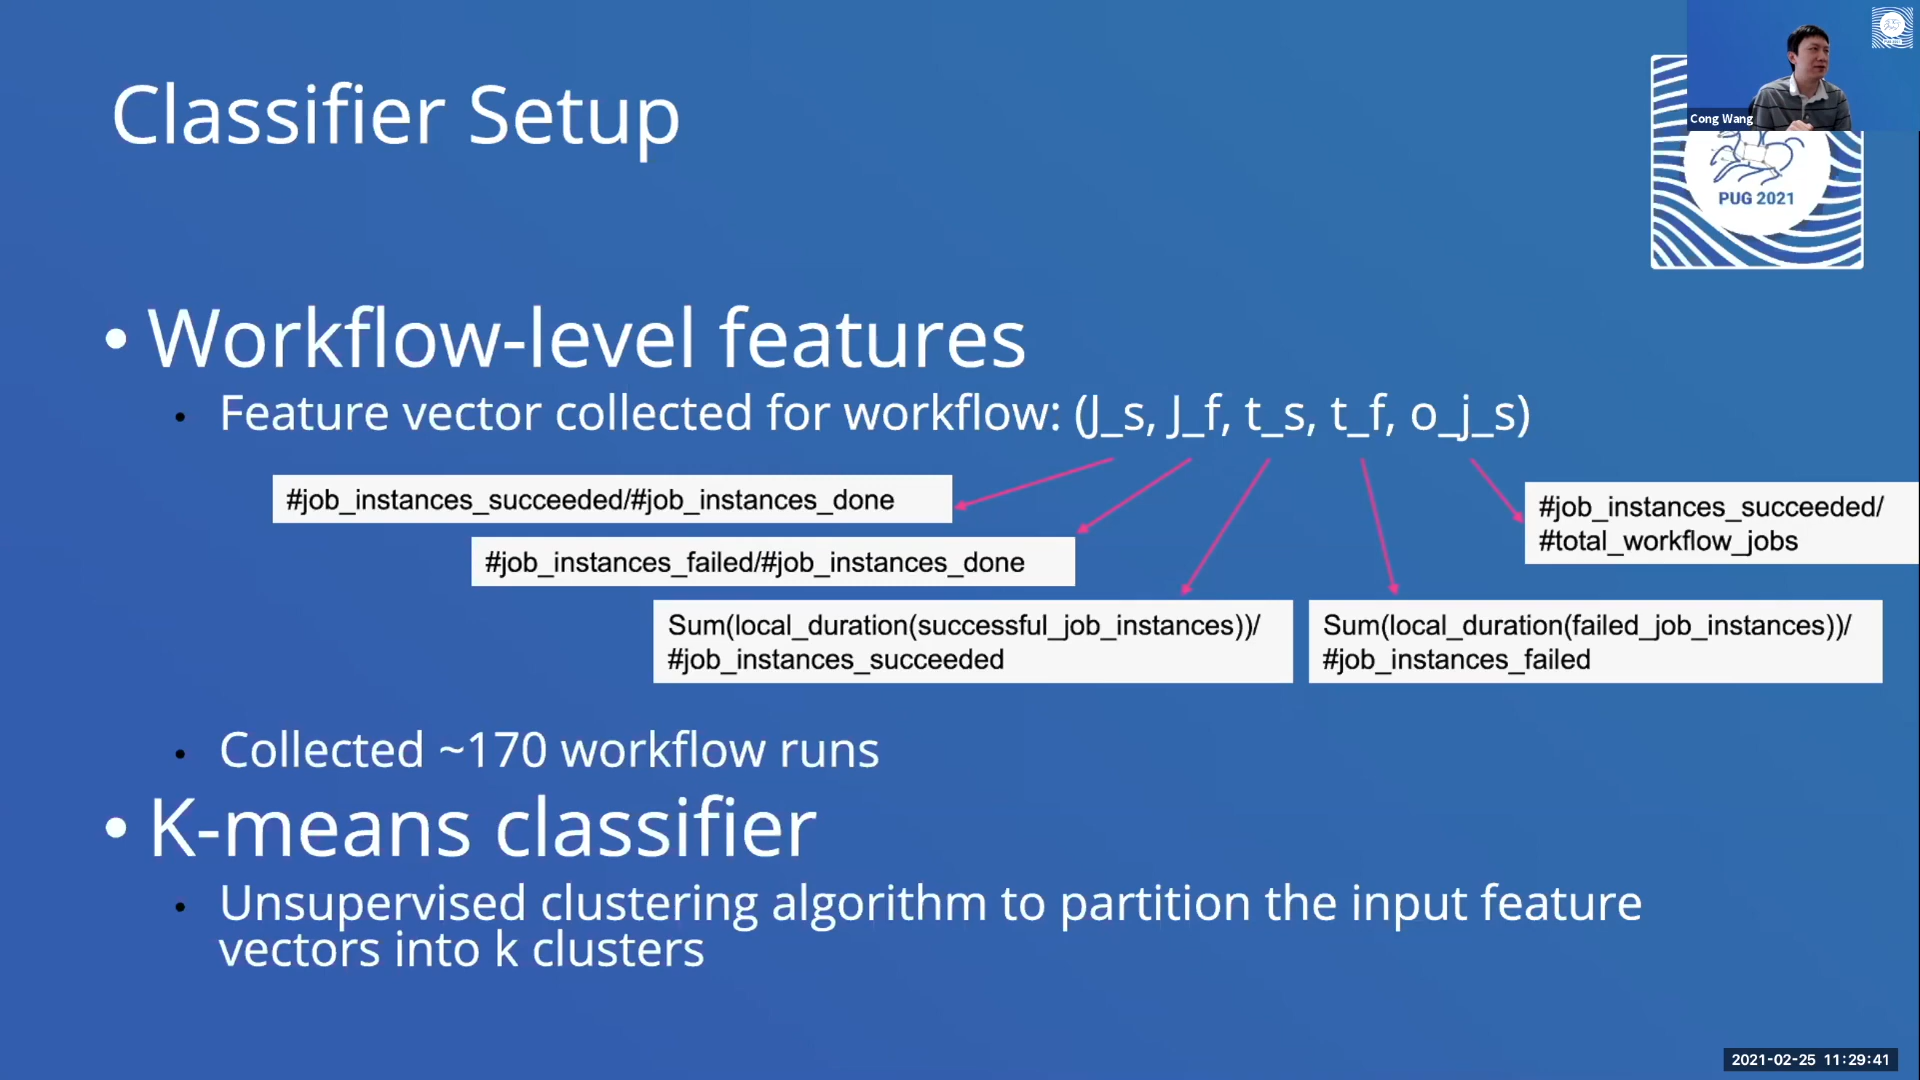 Classifier Setup
Cong Wang
PUG 2021
• Workflow-level features
• Feature vector collected for workflow: (J_s, J_f, t_s, t_f, o_j_s)
#job_instances_succeeded/#job_instances_done
#job_instances_succeeded/
#total_workflow_jobs
#job_instances_failed/#job_instances_done
Sum(local_duration(successful_job_instances))/
#job_instances_succeeded
Sum(local_duration(failed_job_instances))/
#job_instances_failed
• Collected ~170 workflow runs
• K-means classifier
• Unsupervised clustering algorithm to partition the input feature
vectors into k clusters
2021-02-25 11:29:41